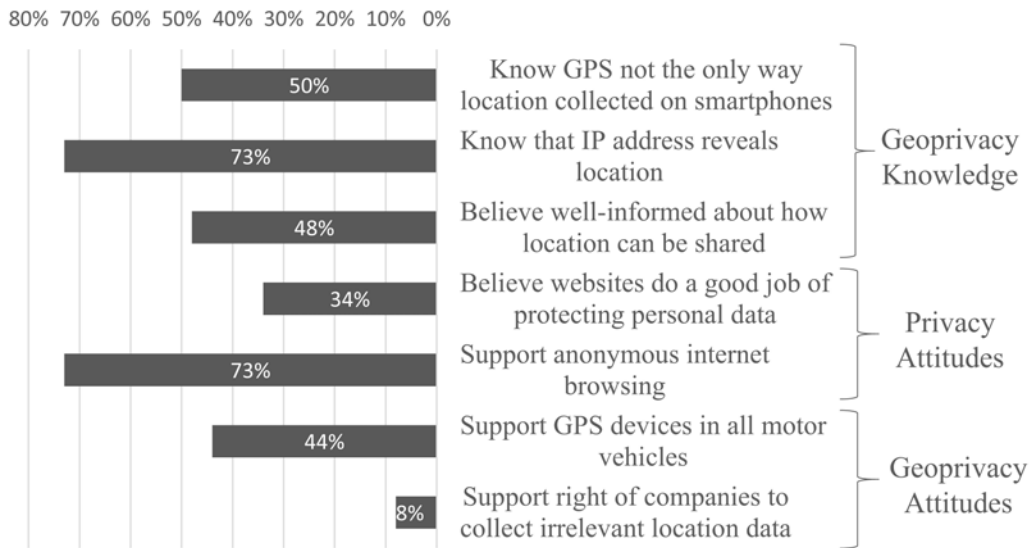 80% 70% 60% 50% 40% 30% 20% 10% 0%
50%
Know GPS not the only way
location collected on smartphones
73%
Know that IP address reveals
location
48%
Believe well-informed about how
location can be shared
Geoprivacy
Knowledge
34%
Believe websites do a good job of
protecting personal data
73%
Support anonymous internet
browsing
Privacy
Attitudes
44%
Support GPS devices in all motor
vehicles
8%
Support right of companies to
collect irrelevant location data
Geoprivacy
Attitudes